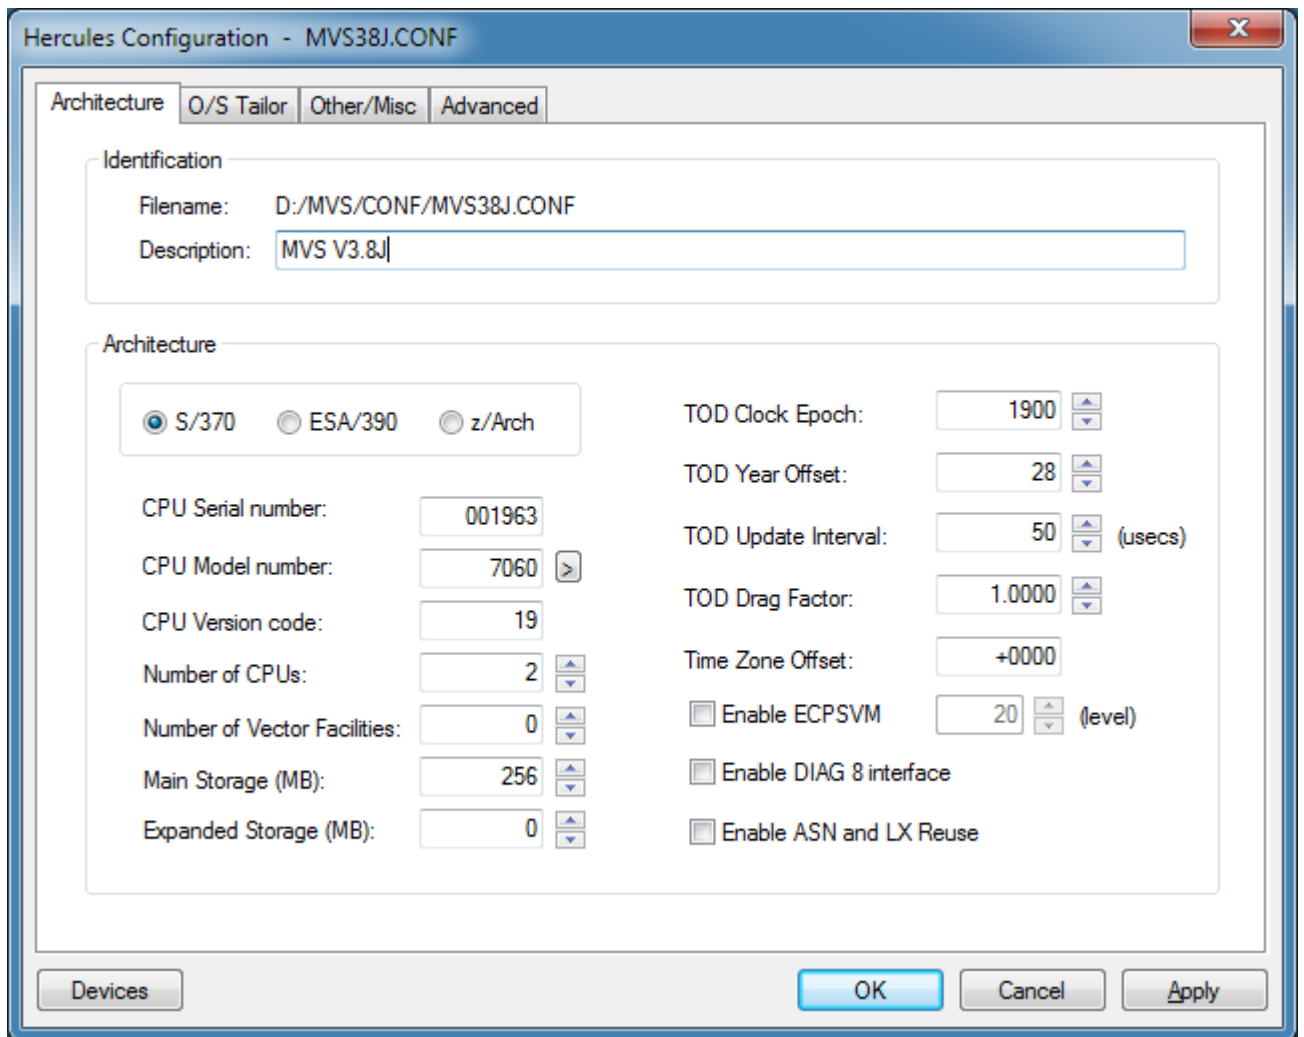 Hercules Configuration - MVS38J.CONF
X
Architecture O/S Tailor Other/Misc Advanced
Identification
Filename: D:/MVS/CONF/MVS38J.CONF
Description: MVS V3.8J
Architecture
S/370 ESA/390 z/Arch
CPU Serial number: 001963
CPU Model number: 7060 >
CPU Version code: 19
Number of CPUs: 2
Number of Vector Facilities: 0
Main Storage (MB): 256
Expanded Storage (MB): 0
TOD Clock Epoch: 1900
TOD Year Offset: 28
TOD Update Interval: 50 (usecs)
TOD Drag Factor: 1.0000
Time Zone Offset: +0000
Enable ECPSVM 20 (level)
Enable DIAG 8 interface
Enable ASN and LX Reuse
Devices OK Cancel Apply